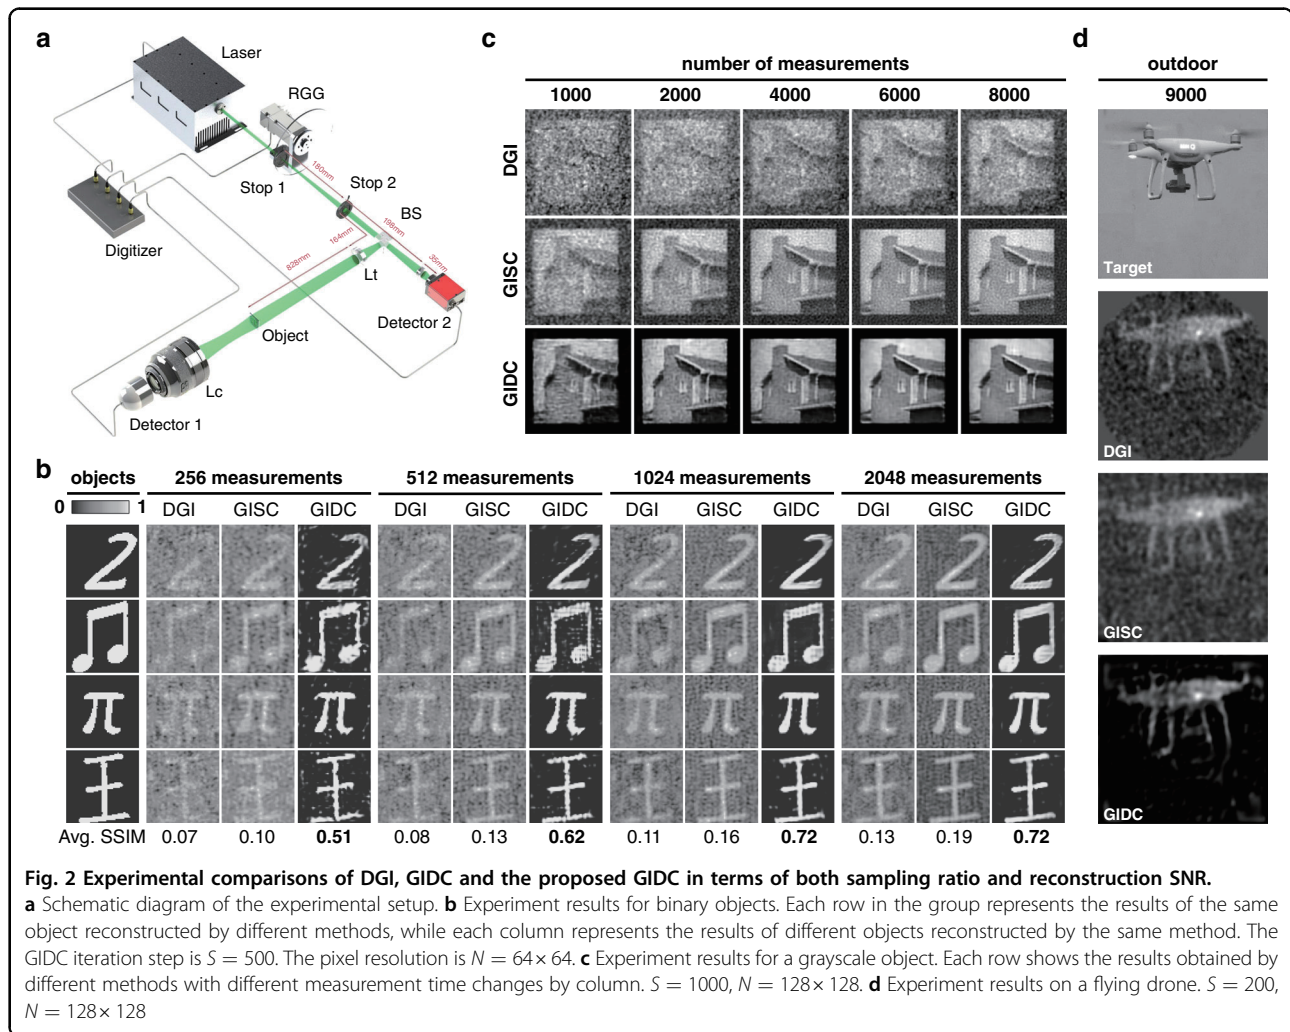 a
Laser
RGG
Stop 1
180mm
Stop 2
BS
198mm
164mm
35mm
828mm
Lt
Digitizer
Object
Detector 2
Lc
Detector 1
c
number of measurements
1000 2000 4000 6000 8000
DGI
GISC
GIDC
d
outdoor
9000
Target
DGI
GISC
GIDC
b
objects 256 measurements 512 measurements 1024 measurements 2048 measurements
0 1 DGI GISC GIDC DGI GISC GIDC DGI GISC GIDC DGI GISC GIDC
2
π
王
Avg. SSIM 0.07 0.10 0.51 0.08 0.13 0.62 0.11 0.16 0.72 0.13 0.19 0.72
Fig. 2 Experimental comparisons of DGI, GIDC and the proposed GIDC in terms of both sampling ratio and reconstruction SNR.
a Schematic diagram of the experimental setup. b Experiment results for binary objects. Each row in the group represents the results of the same
object reconstructed by different methods, while each column represents the results of different objects reconstructed by the same method. The
GIDC iteration step is S = 500. The pixel resolution is N = 64 × 64. c Experiment results for a grayscale object. Each row shows the results obtained by
different methods with different measurement time changes by column. S = 1000, N = 128 × 128. d Experiment results on a flying drone. S = 200,
N = 128 × 128